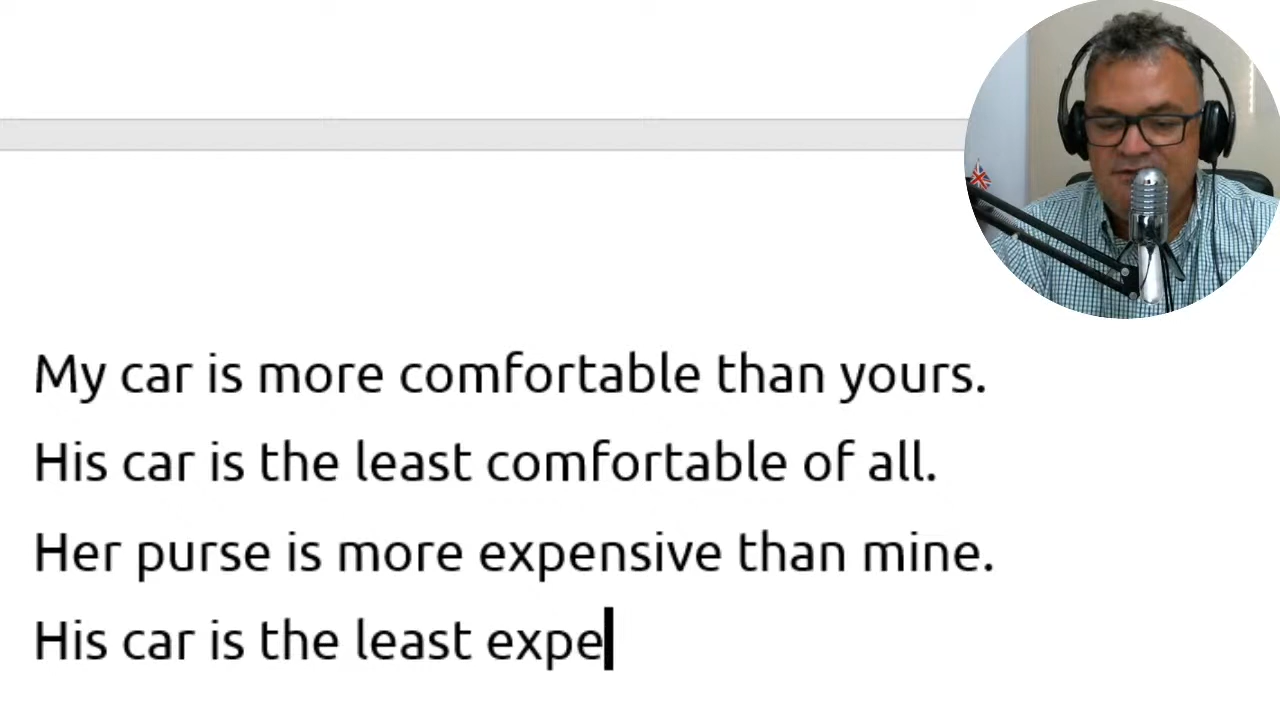 My car is more comfortable than yours.
His car is the least comfortable of all.
Her purse is more expensive than mine.
His car is the least expe